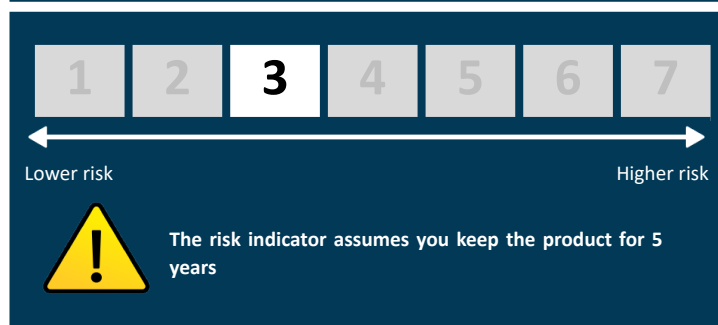 1 2 3 4 5 6 7
Lower risk Higher risk
The risk indicator assumes you keep the product for 5
years